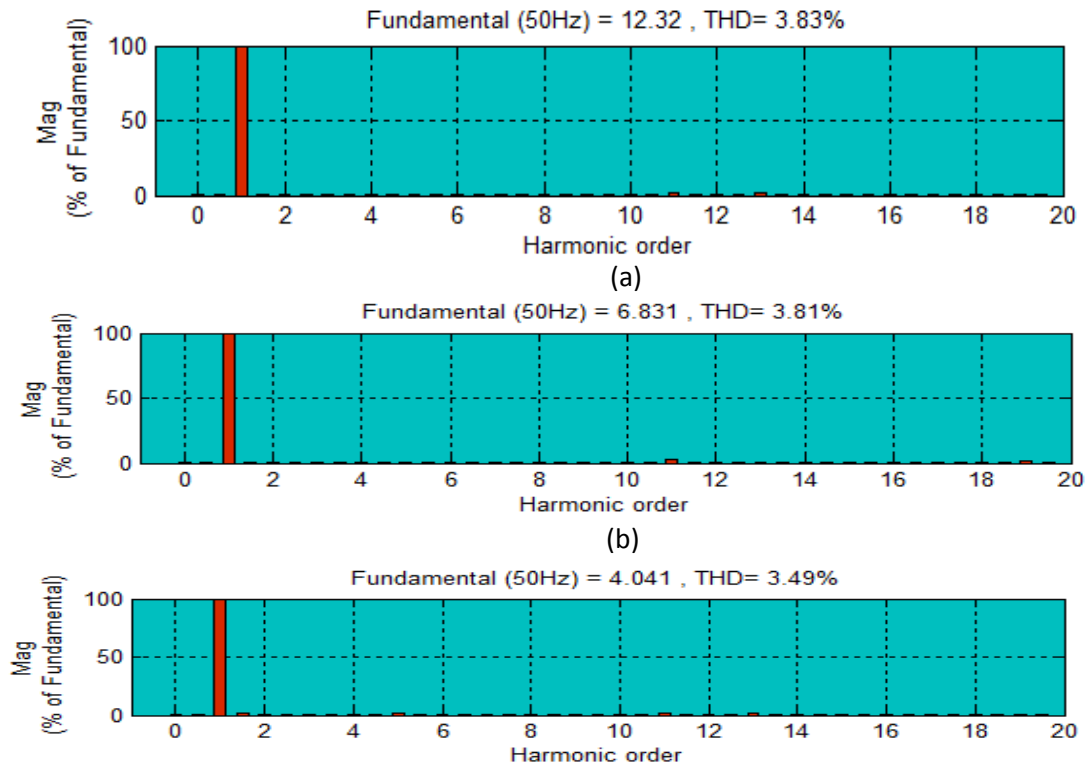 Fundamental (50Hz) = 12.32 , THD= 3.83%
Mag
(% of Fundamental)
100
50
0
0 2 4 6 8 10 12 14 16 18 20
Harmonic order
(a)
Fundamental (50Hz) = 6.831 , THD= 3.81%
Mag
(% of Fundamental)
100
50
0
0 2 4 6 8 10 12 14 16 18 20
Harmonic order
(b)
Fundamental (50Hz) = 4.041 , THD= 3.49%
Mag
(% of Fundamental)
100
50
0
0 2 4 6 8 10 12 14 16 18 20
Harmonic order